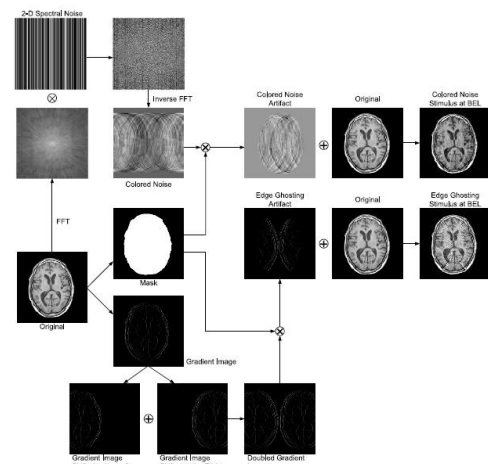 2-D Spectral Noise
Inverse FFT
Colored Noise
Artifact
Original
Colored Noise
Stimulus at BEL
Colored Noise
Edge Ghosting
Artifact
Original
Edge Ghosting
Stimulus at BEL
FFT
Mask
Original
Gradient Image
Gradient Image
Gradient Image
Doubled Gradient